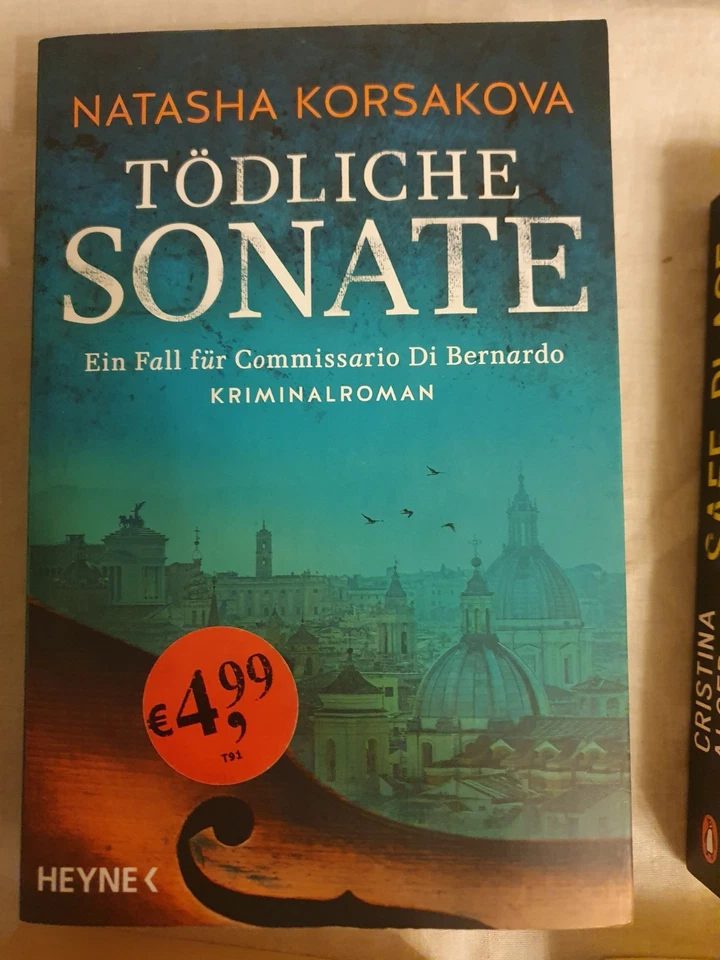 NATASHA KORSAKOVA
TÖDLICHE
SONATE
Ein Fall für Commissario Di Bernardo
KRIMINALROMAN
€4,99
T91
HEYNE
CRISTINA